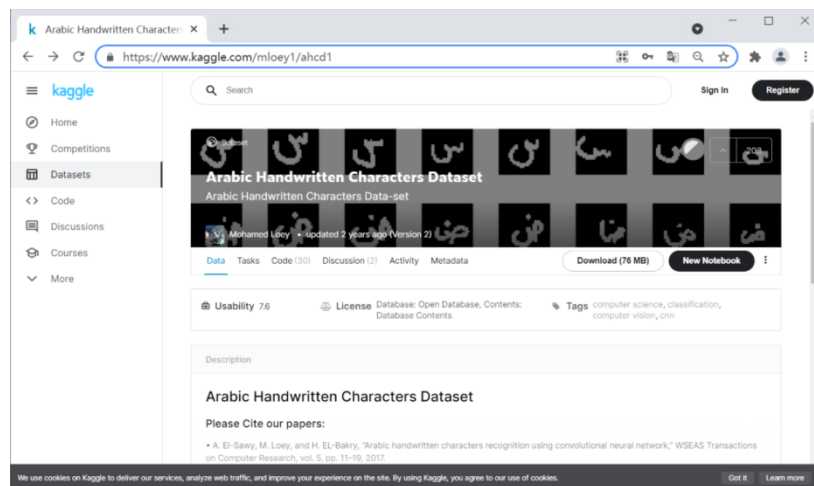 k Arabic Handwritten Characters
https://www.kaggle.com/mloey1/ahcd1
kaggle
Search
Sign In
Register
Home
Competitions
Datasets
Code
Discussions
Courses
More
Dataset
203
Arabic Handwritten Characters Dataset
Arabic Handwritten Characters Data-set
Mohamed Loey • updated 2 years ago (Version 2)
Data Tasks Code (30) Discussion (2) Activity Metadata
Download (76 MB)
New Notebook
Usability 7.6
License Database: Open Database, Contents:
Database Contents
Tags computer science, classification,
computer vision, cnn
Description
Arabic Handwritten Characters Dataset
Please Cite our papers:
• A. El-Sawy, M. Loey, and H. EL-Bakry, "Arabic handwritten characters recognition using convolutional neural network," WSEAS Transactions
on Computer Research, vol. 5, pp. 11-19, 2017.
We use cookies on Kaggle to deliver our services, analyze web traffic, and improve your experience on the site. By using Kaggle, you agree to our use of cookies.
Got it
Learn more